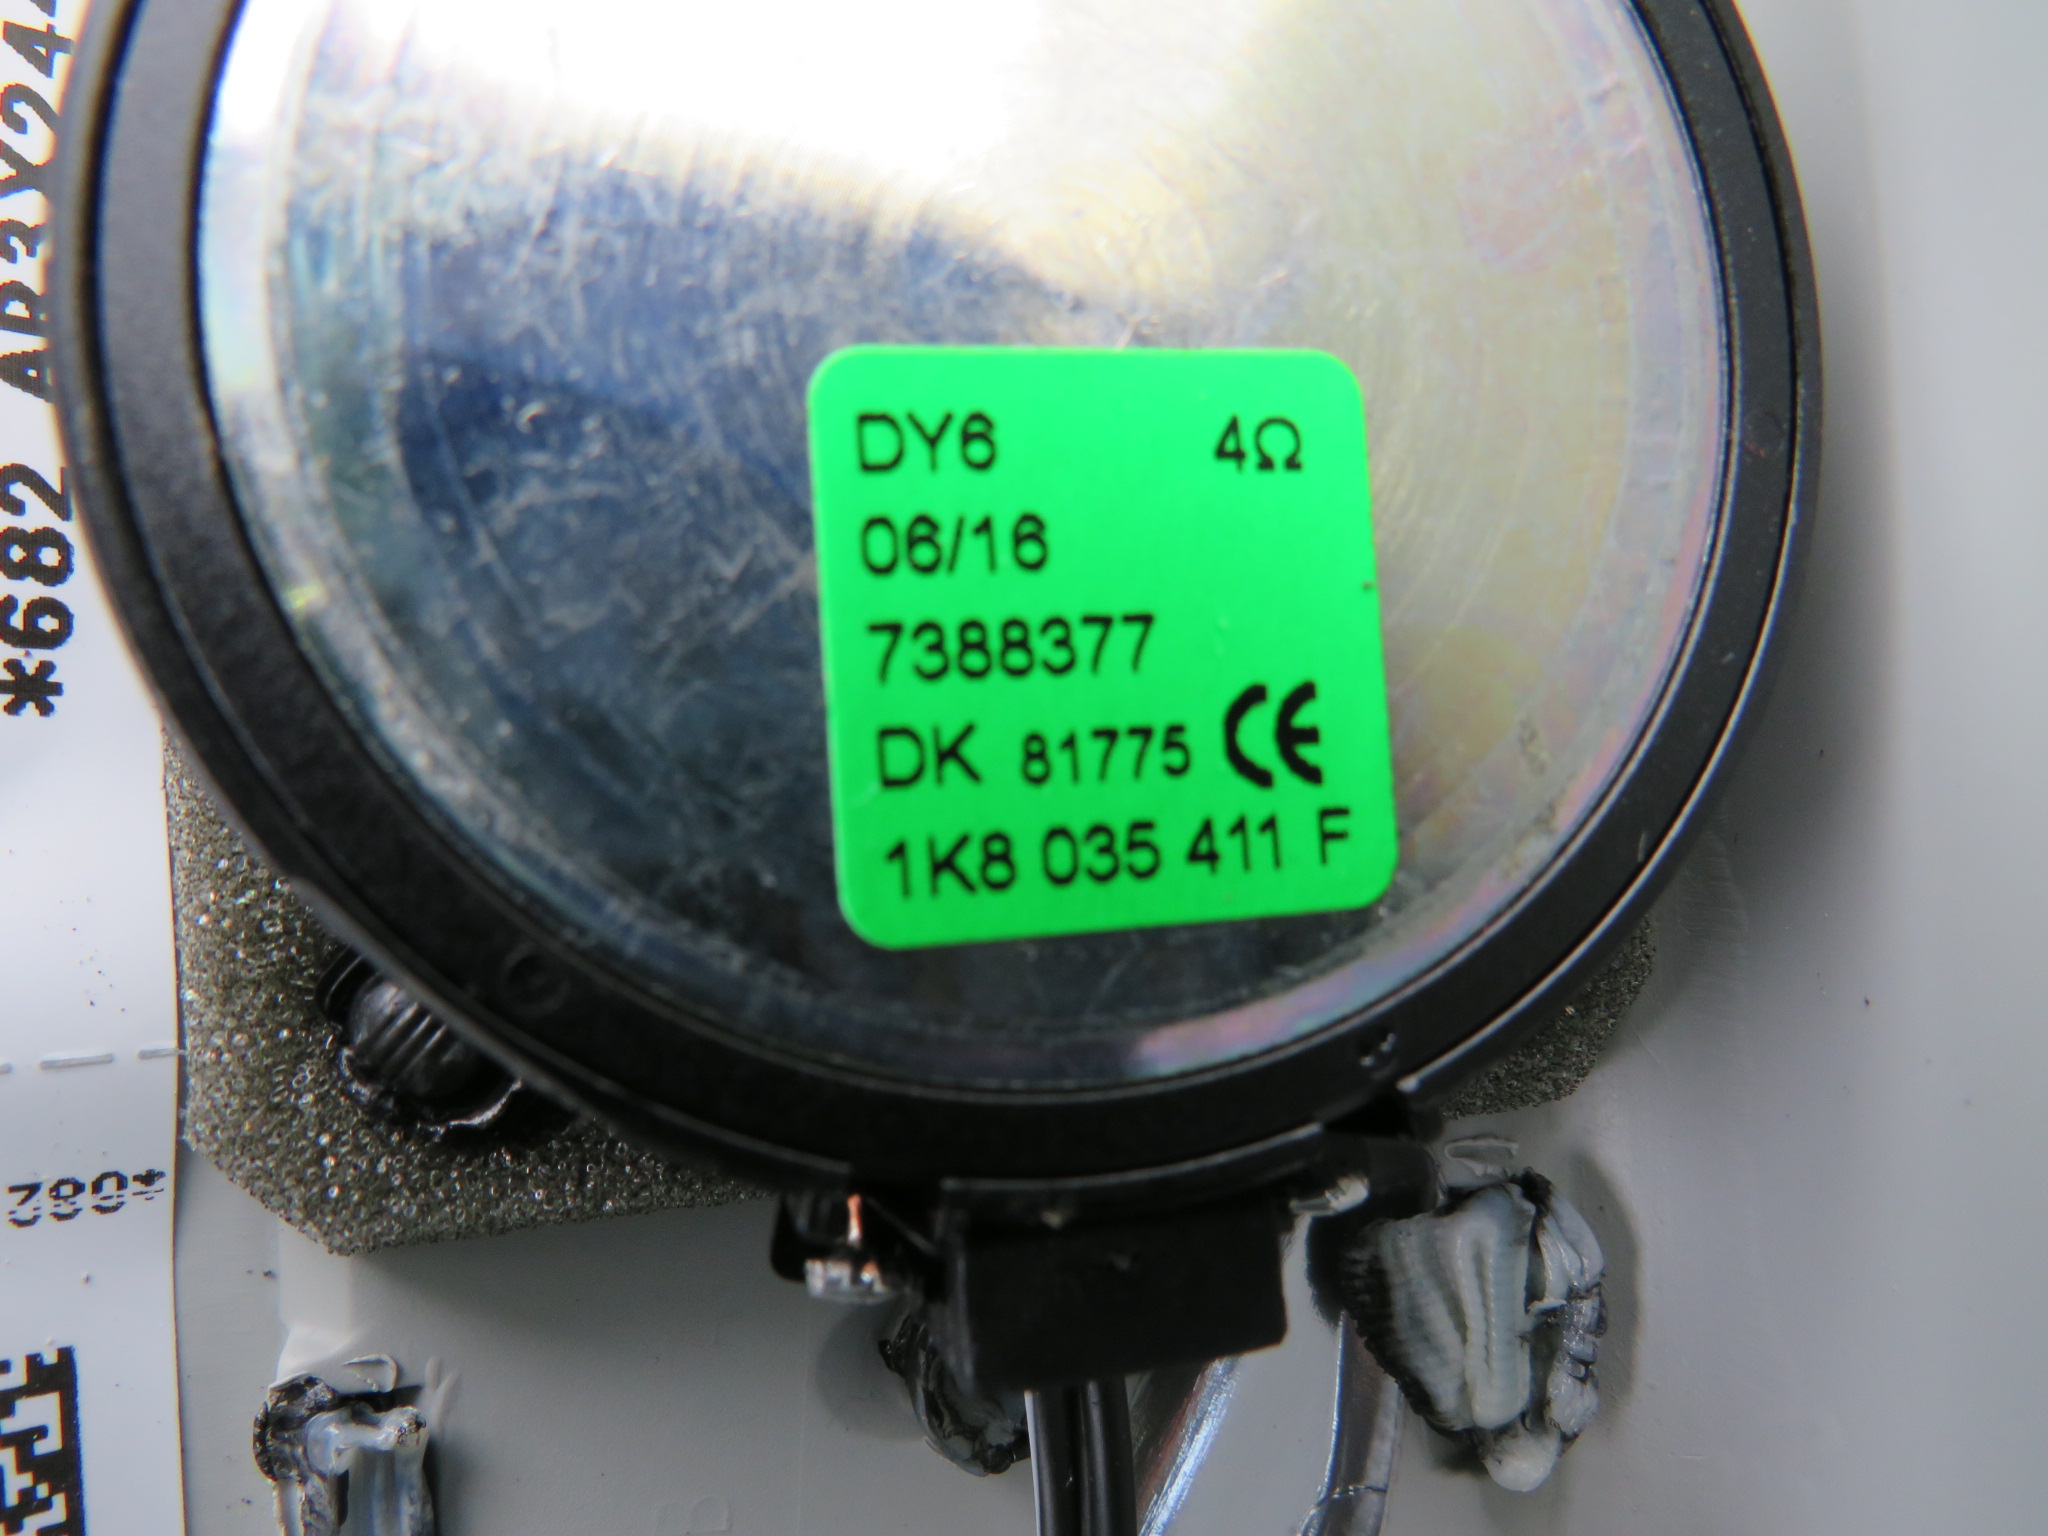 DY6 4Ω
06/16
7388377
DK 81775 CE
1K8 035 411 F
*682